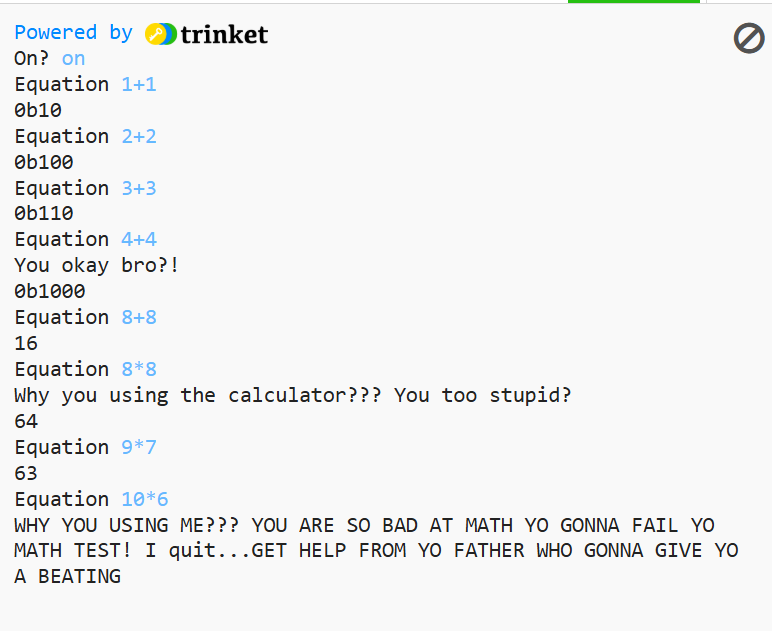 Powered by trinket
On? on
Equation 1+1
0b10
Equation 2+2
0b100
Equation 3+3
0b110
Equation 4+4
You okay bro?!
0b1000
Equation 8+8
16
Equation 8*8
Why you using the calculator??? You too stupid?
64
Equation 9*7
63
Equation 10*6
WHY YOU USING ME??? YOU ARE SO BAD AT MATH YO GONNA FAIL YO
MATH TEST! I quit...GET HELP FROM YO FATHER WHO GONNA GIVE YO
A BEATING